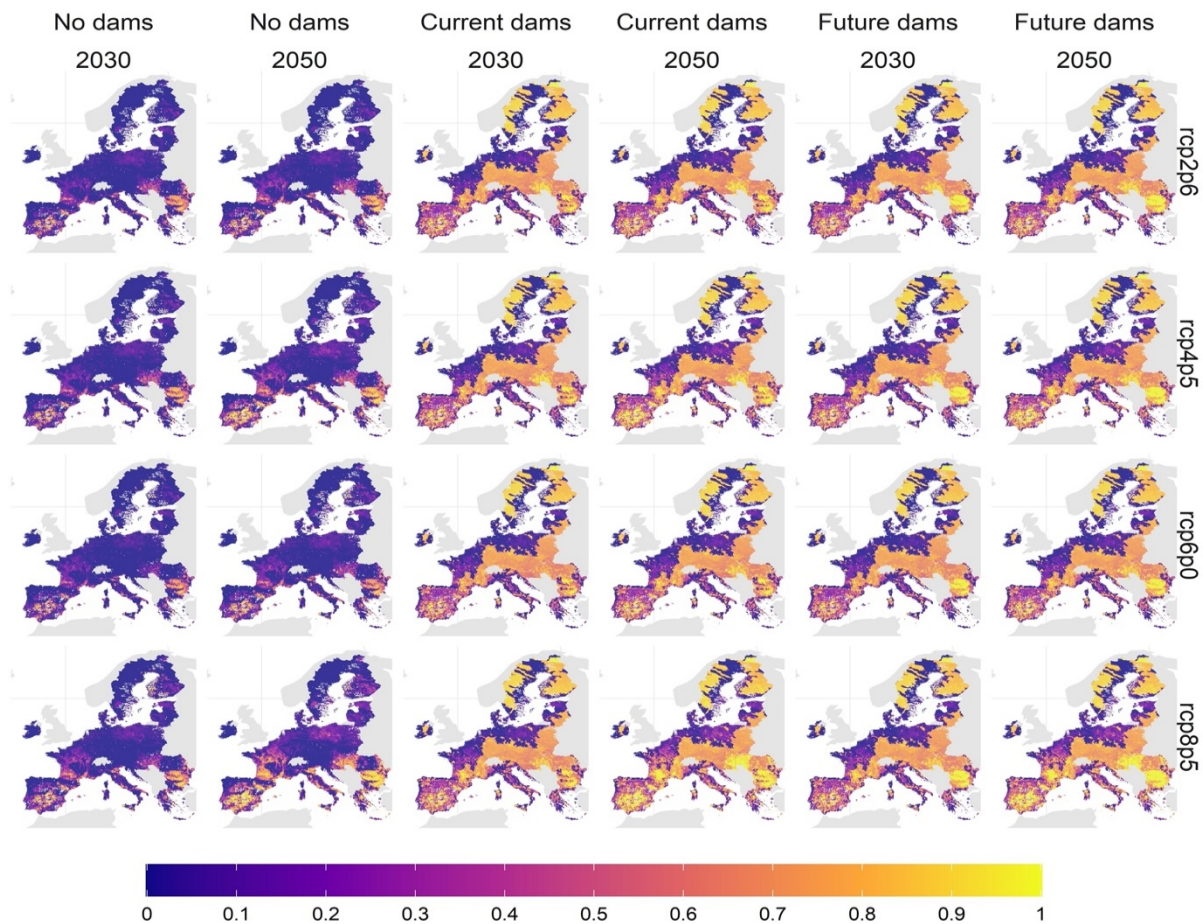 No dams No dams Current dams Current dams Future dams Future dams
2030 2050 2030 2050 2030 2050
rcp2p6
rcp4p5
rcp6p0
rcp8p5
0 0.1 0.2 0.3 0.4 0.5 0.6 0.7 0.8 0.9 1